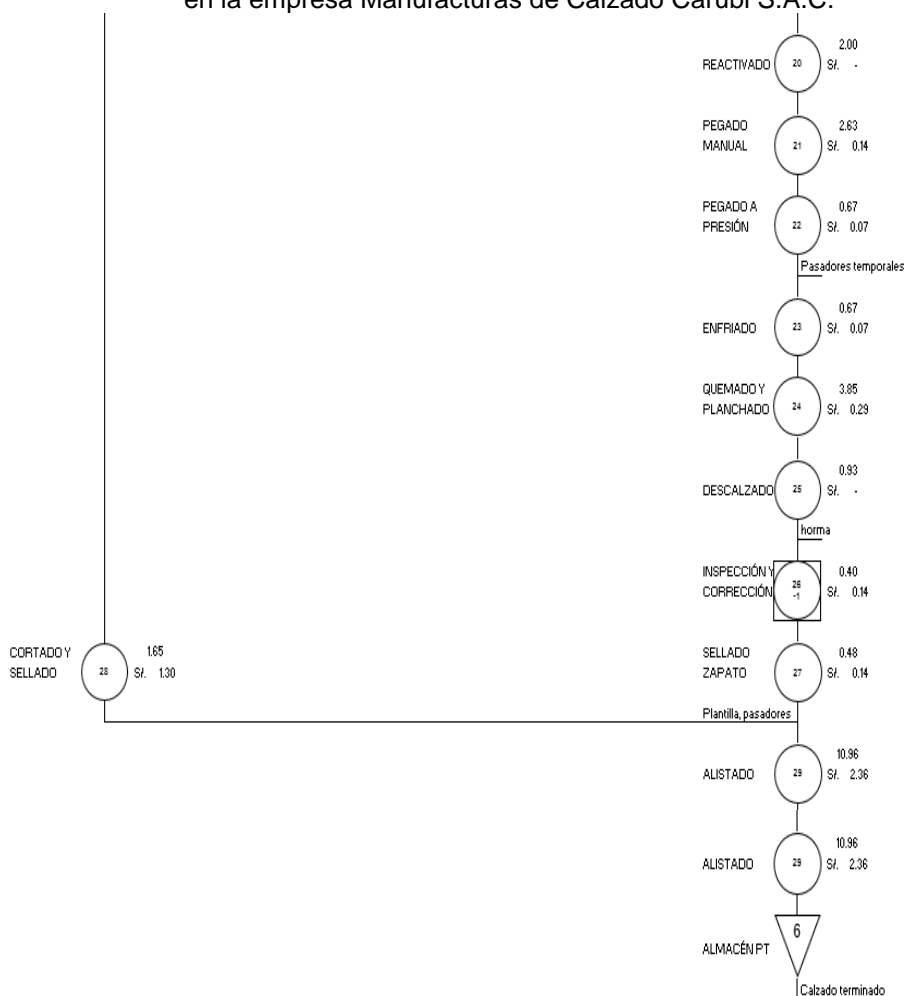 en la empresa Manufacturas de Calzado Carubi S.A.C.
REACTIVADO 20 2.00
S/. -
PEGADO
MANUAL 21 2.63
S/. 0.14
PEGADO A
PRESIÓN 22 0.67
S/. 0.07
Pasadores temporales
ENFRIADO 23 0.67
S/. 0.07
QUEMADO Y
PLANCHADO 24 3.85
S/. 0.29
DESCALZADO 25 0.93
S/. -
horma
INSPECCIÓN Y
CORRECCIÓN 26
-1
0.40
S/. 0.14
CORTADO Y
SELLADO 28 1.65
S/. 1.30
SELLADO
ZAPATO 27 0.48
S/. 0.14
Plantilla, pasadores
ALISTADO 29 10.96
S/. 2.36
ALISTADO 29 10.96
S/. 2.36
6
ALMACÉN PT
Calzado terminado